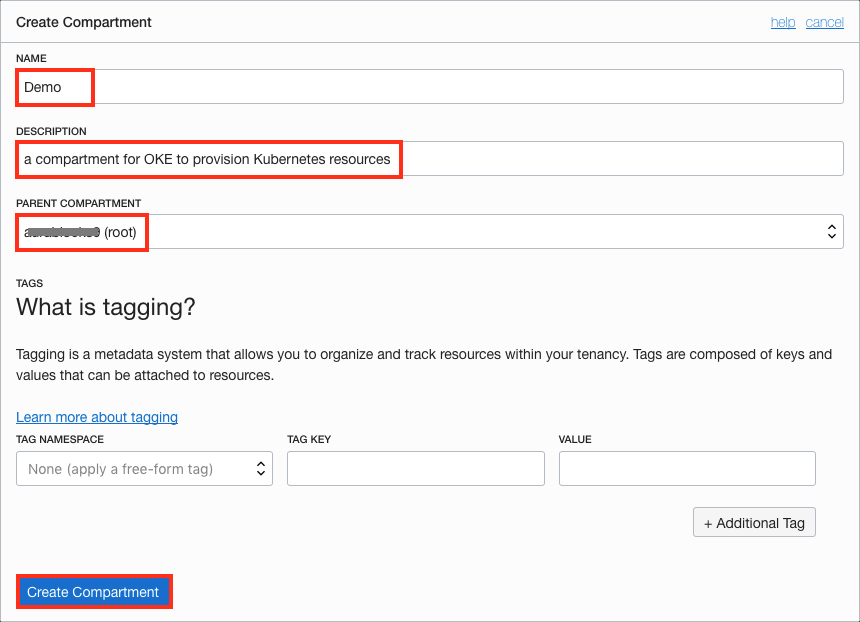 Create Compartment
help cancel
NAME
Demo
DESCRIPTION
a compartment for OKE to provision Kubernetes resources
PARENT COMPARTMENT
(root)
TAGS
What is tagging?
Tagging is a metadata system that allows you to organize and track resources within your tenancy. Tags are composed of keys and
values that can be attached to resources.
Learn more about tagging
TAG NAMESPACE TAG KEY VALUE
None (apply a free-form tag)
+ Additional Tag
Create Compartment